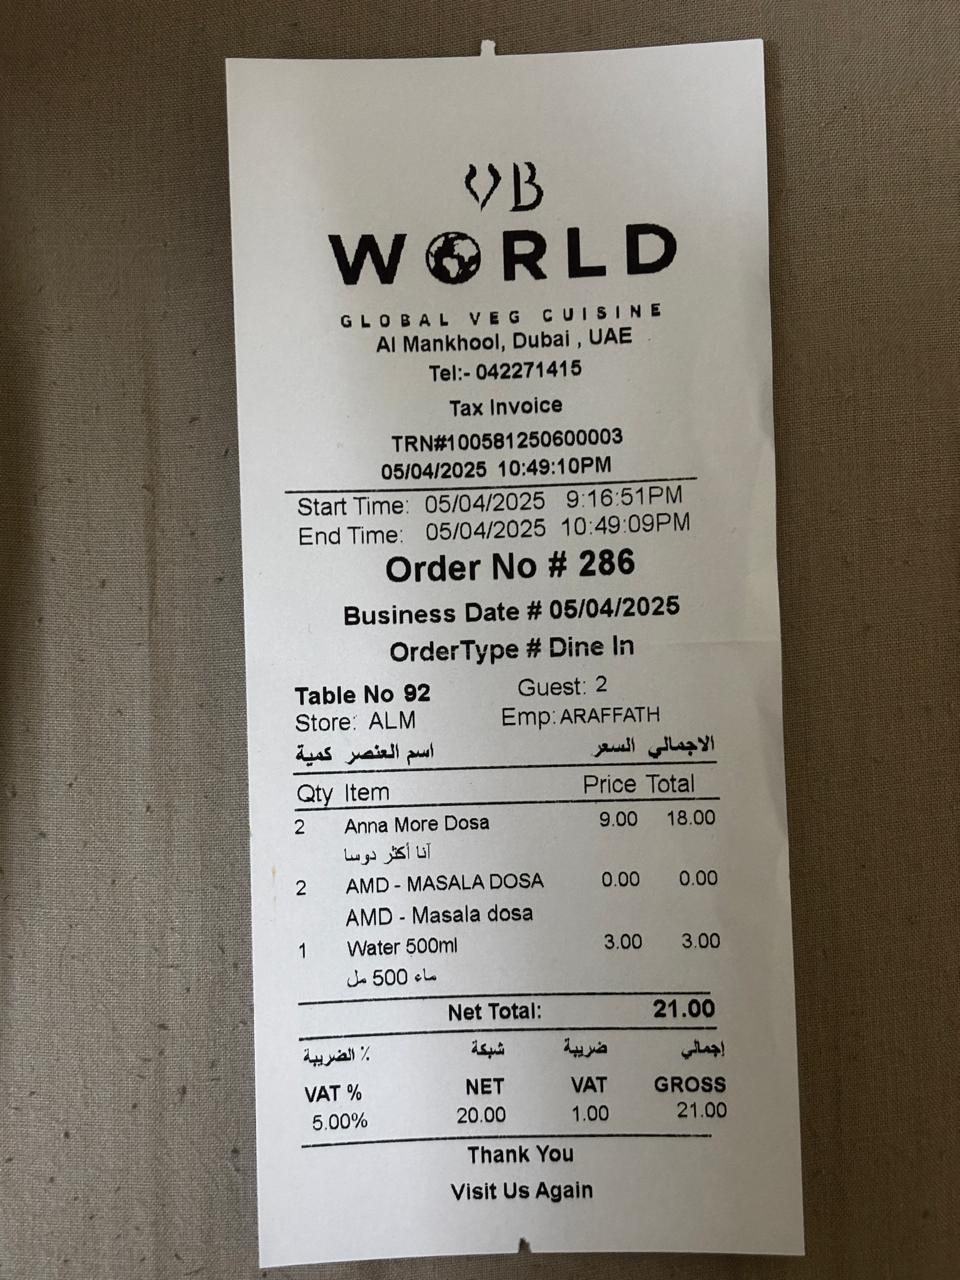 VB
WORLD
GLOBAL VEG CUISINE
Al Mankhool, Dubai , UAE
Tel:- 042271415
Tax Invoice
TRN#100581250600003
05/04/2025 10:49:10PM
Start Time: 05/04/2025 9:16:51PM
End Time: 05/04/2025 10:49:09PM
Order No # 286
Business Date # 05/04/2025
OrderType # Dine In
Table No 92 Guest: 2
Store: ALM Emp: ARAFFATH
كمية اسم العنصر السعر الاجمالي
Qty Item Price Total
2 Anna More Dosa 9.00 18.00
آنا أكثر دوسا
2 AMD - MASALA DOSA 0.00 0.00
AMD - Masala dosa
1 Water 500ml 3.00 3.00
ماء 500 مل
Net Total: 21.00
٪ الضريبة شبكة ضريبة إجمالي
VAT % NET VAT GROSS
5.00% 20.00 1.00 21.00
Thank You
Visit Us Again